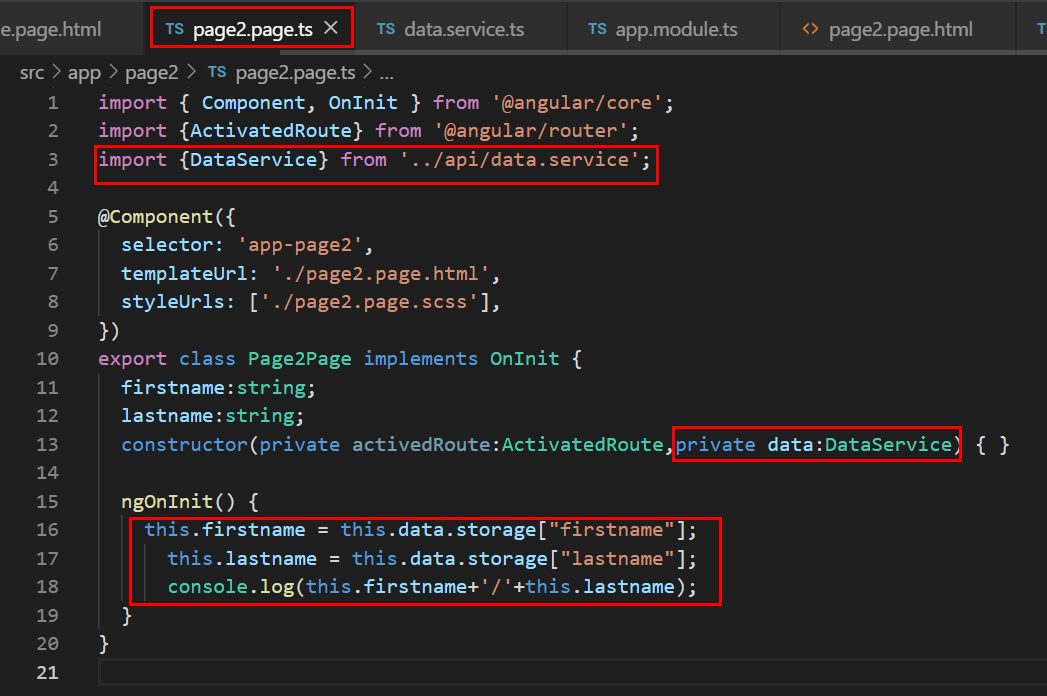 e.page.html TS page2.page.ts × TS data.service.ts TS app.module.ts <> page2.page.html T
src > app > page2 > TS page2.page.ts > ...
1 import { Component, OnInit } from '@angular/core';
2 import {ActivatedRoute} from '@angular/router';
3 import {DataService} from '../api/data.service';
4
5 @Component({
6   selector: 'app-page2',
7   templateUrl: './page2.page.html',
8   styleUrls: ['./page2.page.scss'],
9 })
10 export class Page2Page implements OnInit {
11   firstname:string;
12   lastname:string;
13   constructor(private activedRoute:ActivatedRoute,private data:DataService) { }
14
15   ngOnInit() {
16     this.firstname = this.data.storage["firstname"];
17       this.lastname = this.data.storage["lastname"];
18       console.log(this.firstname+'/'+this.lastname);
19   }
20 }
21